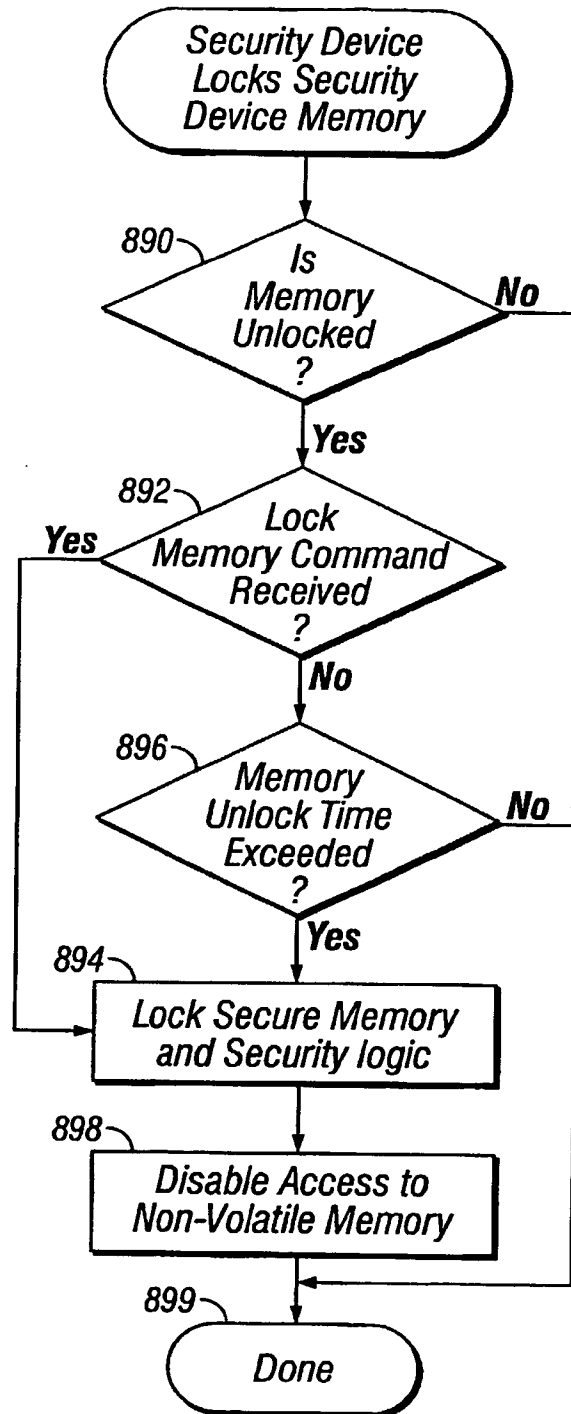 Security Device
Locks Security
Device Memory
890
Is
Memory
Unlocked
?
No
Yes
892
Yes
Lock
Memory Command
Received
?
No
896
Memory
Unlock Time
Exceeded
?
No
Yes
894
Lock Secure Memory
and Security logic
898
Disable Access to
Non-Volatile Memory
899
Done